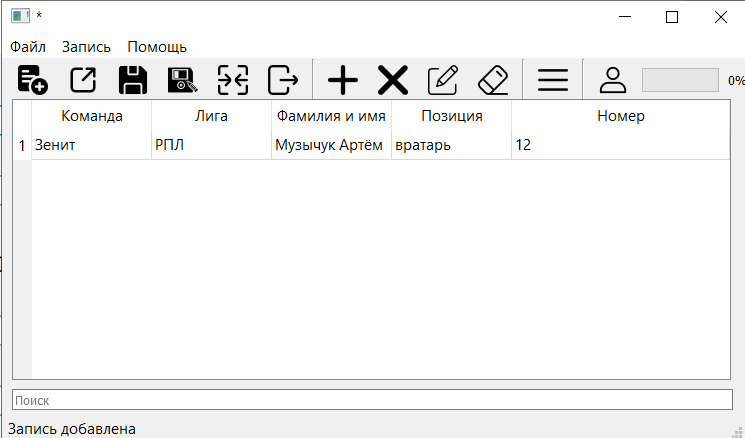 *
Файл Запись Помощь
0%
Команда Лига Фамилия и имя Позиция Номер
1 Зенит РПЛ Музычук Артём вратарь 12
Поиск
Запись добавлена